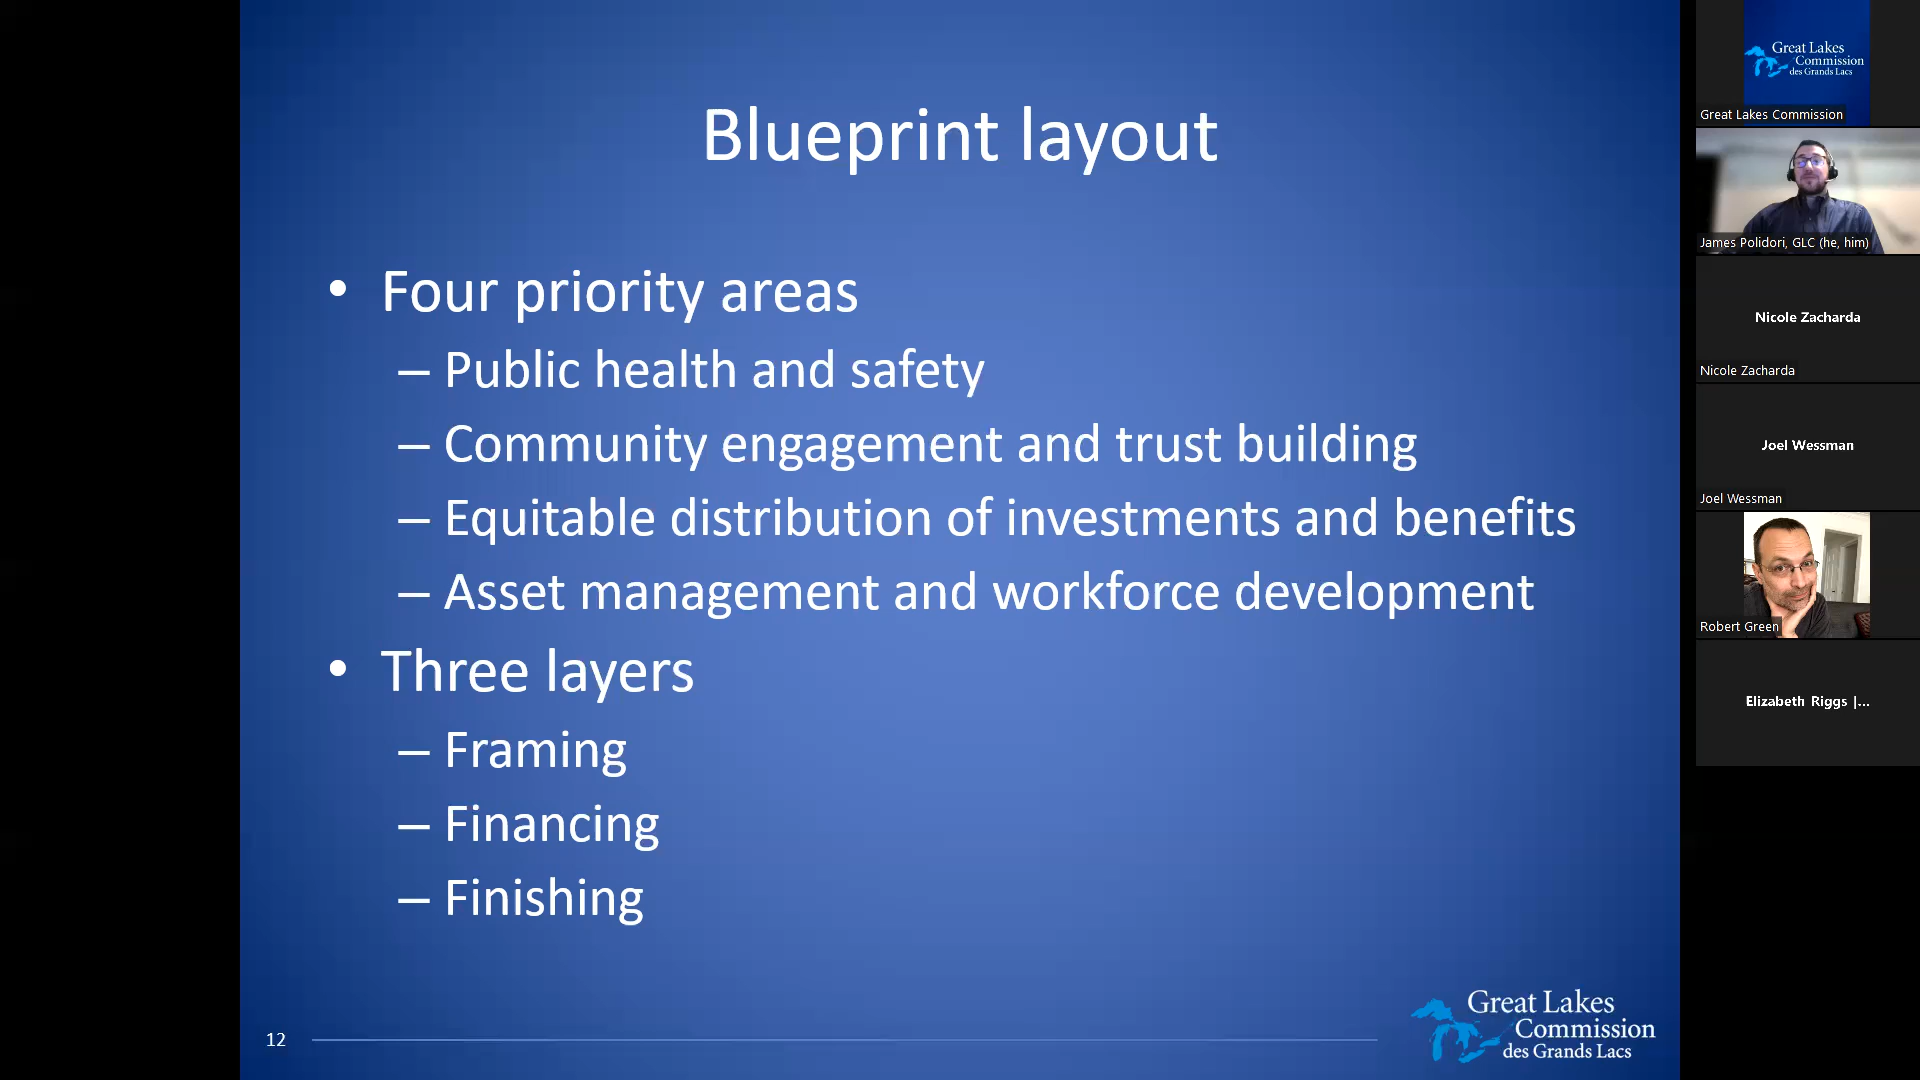 Blueprint layout
• Four priority areas
– Public health and safety
– Community engagement and trust building
– Equitable distribution of investments and benefits
– Asset management and workforce development
• Three layers
– Framing
– Financing
– Finishing
12
Great Lakes
Commission
des Grands Lacs
Great Lakes
Commission
des Grands Lacs
Great Lakes Commission
James Polidori, GLC (he, him)
Nicole Zacharda
Nicole Zacharda
Joel Wessman
Joel Wessman
Robert Green
Elizabeth Riggs |...